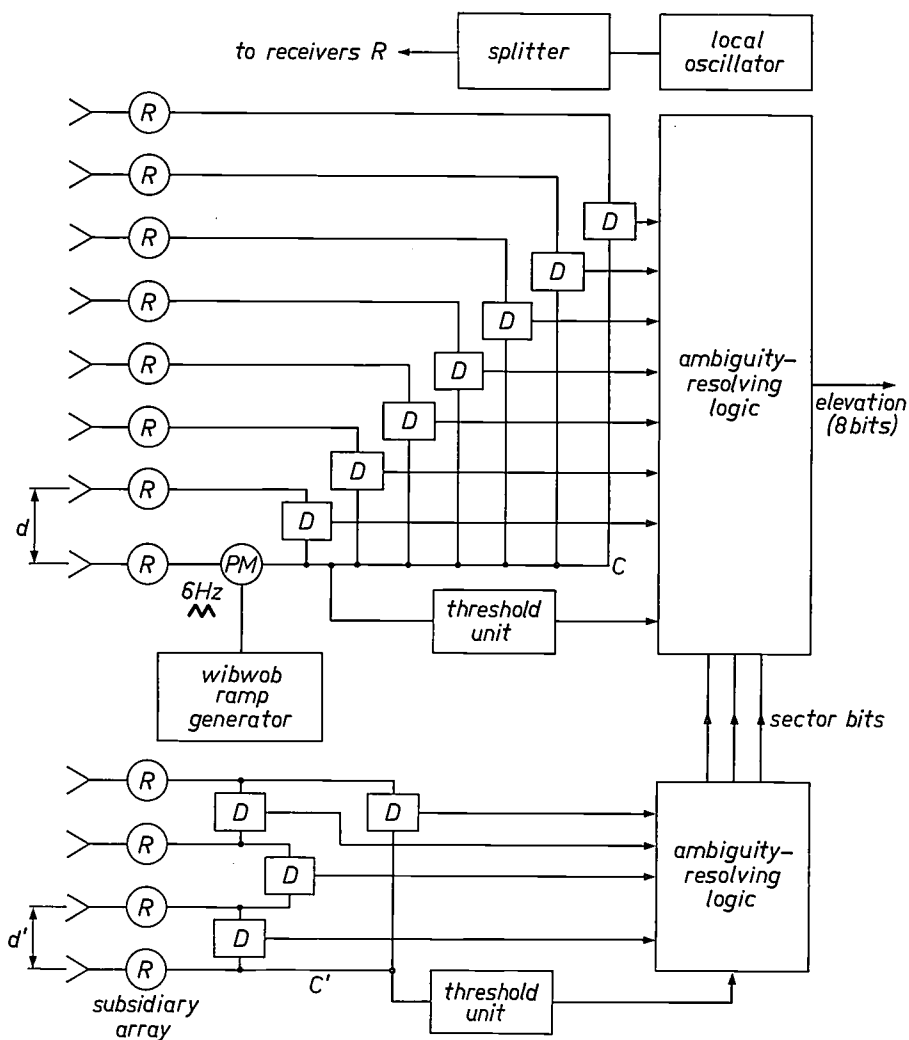 to receivers R
splitter
local
oscillator
R
R
D
R
D
R
D
R
D
ambiguity–
resolving
logic
R
D
elevation
(8 bits)
R
D
R
D
d
R
PM
C
6Hz
threshold
unit
wibwob
ramp
generator
sector bits
R
D
D
R
D
ambiguity–
resolving
logic
R
D
d'
R
C'
subsidiary
array
threshold
unit